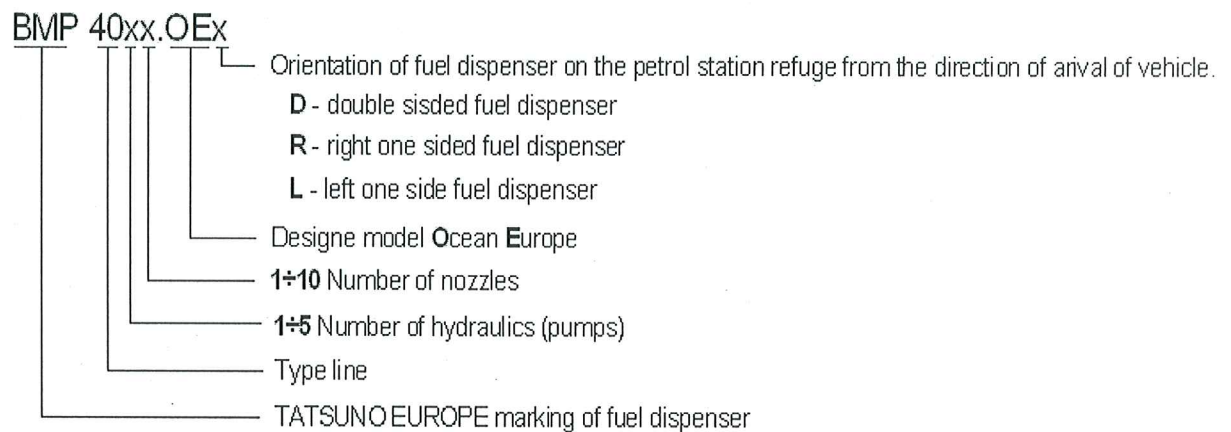 BMP 40xx.OEx
Orientation of fuel dispenser on the petrol station refuge from the direction of arival of vehicle.
D - double sisded fuel dispenser
R - right one sided fuel dispenser
L - left one side fuel dispenser
Designe model Ocean Europe
1÷10 Number of nozzles
1÷5 Number of hydraulics (pumps)
Type line
TATSUNO EUROPE marking of fuel dispenser